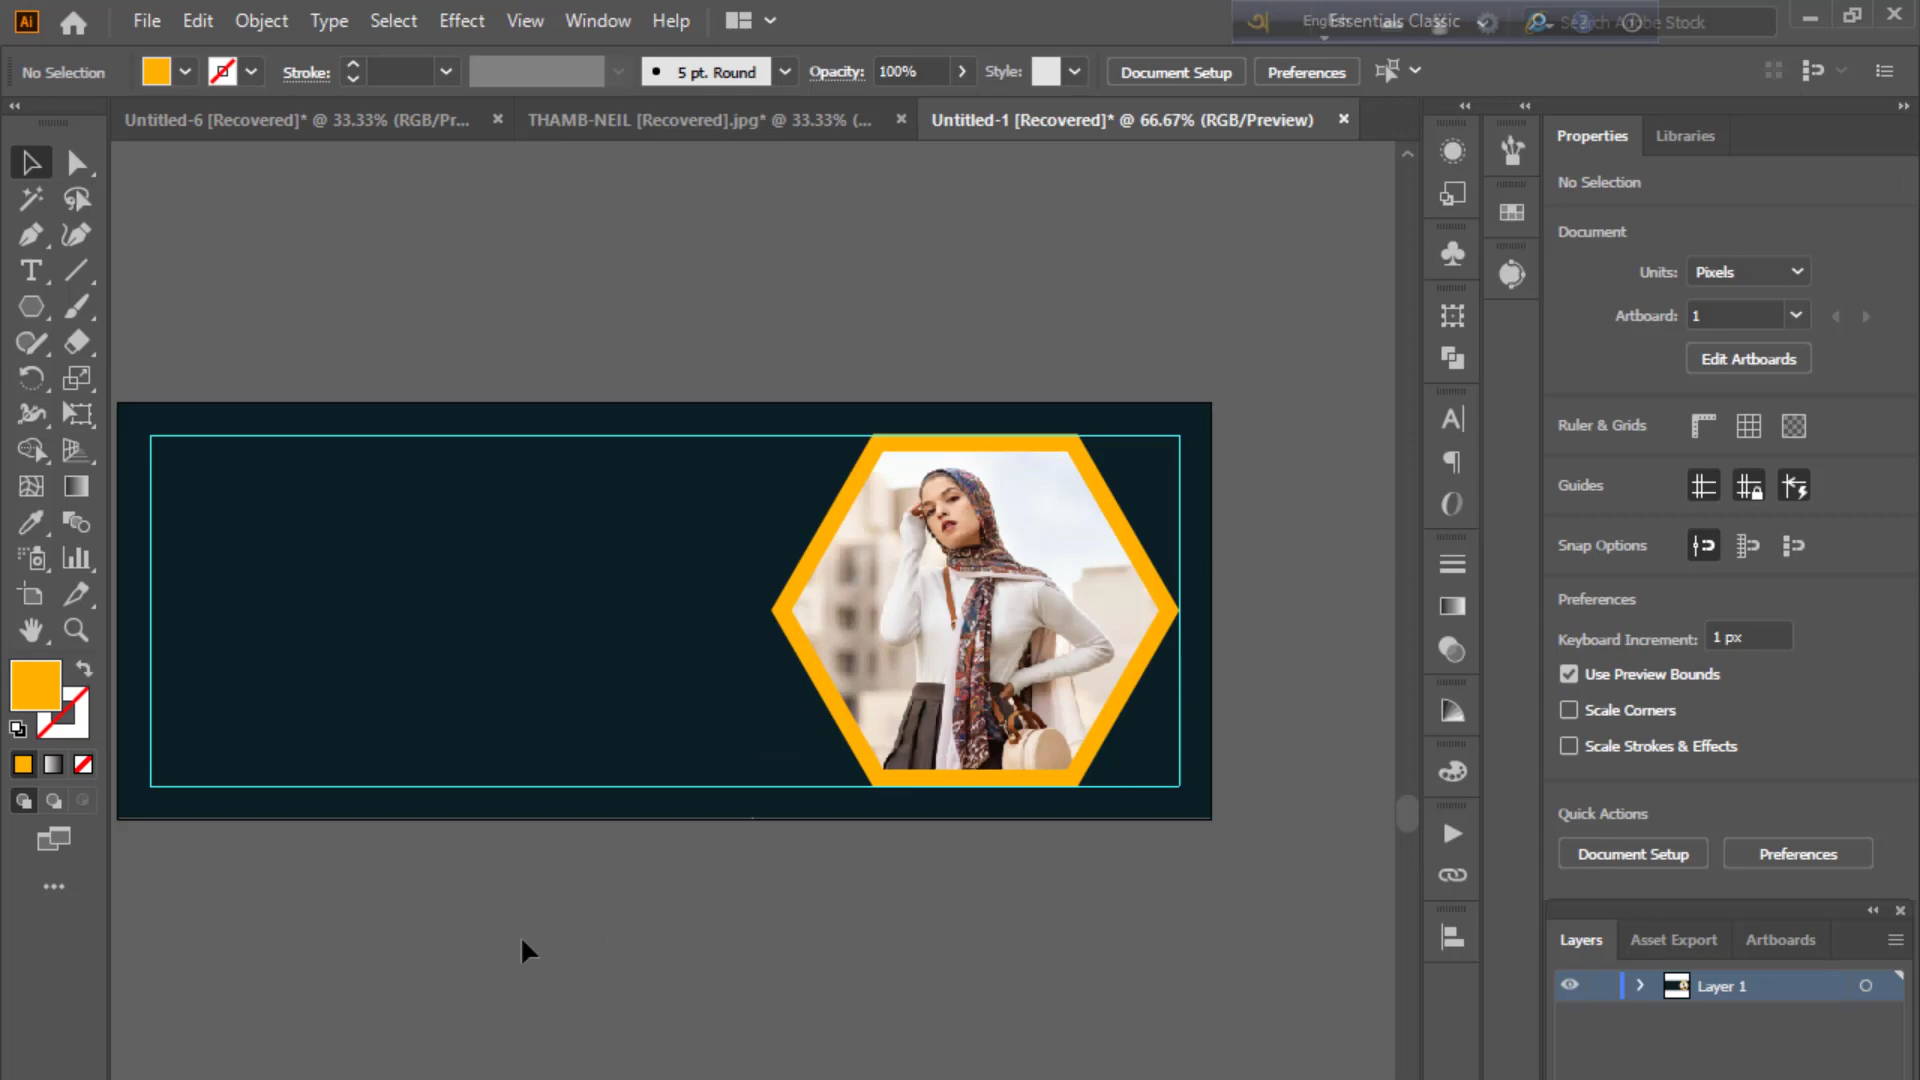 Ai File Edit Object Type Select Effect View Window Help Essentials Classic
No Selection Stroke: 5 pt. Round Opacity: 100% Style: Document Setup Preferences
Untitled-6 [Recovered]* @ 33.33% (RGB/Pr... × THAMB-NEIL [Recovered].jpg* @ 33.33% (... × Untitled-1 [Recovered]* @ 66.67% (RGB/Preview) ×
Properties Libraries
No Selection
Document
Units: Pixels
Artboard: 1
Edit Artboards
Ruler & Grids
Guides
Snap Options
Preferences
Keyboard Increment: 1 px
Use Preview Bounds
Scale Corners
Scale Strokes & Effects
Quick Actions
Document Setup Preferences
Layers Asset Export Artboards
Layer 1